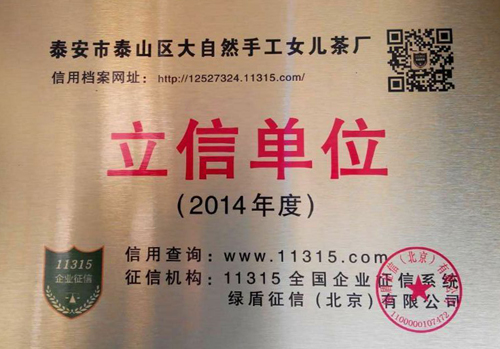 泰安市泰山区大自然手工女儿茶厂
信用档案网址：http://12527324.11315.com/
立信单位
（2014年度）
11315
企业征信
信用查询：www.11315.com
征信机构：11315全国企业征信系统
绿盾征信（北京）有限公司
1100000107472